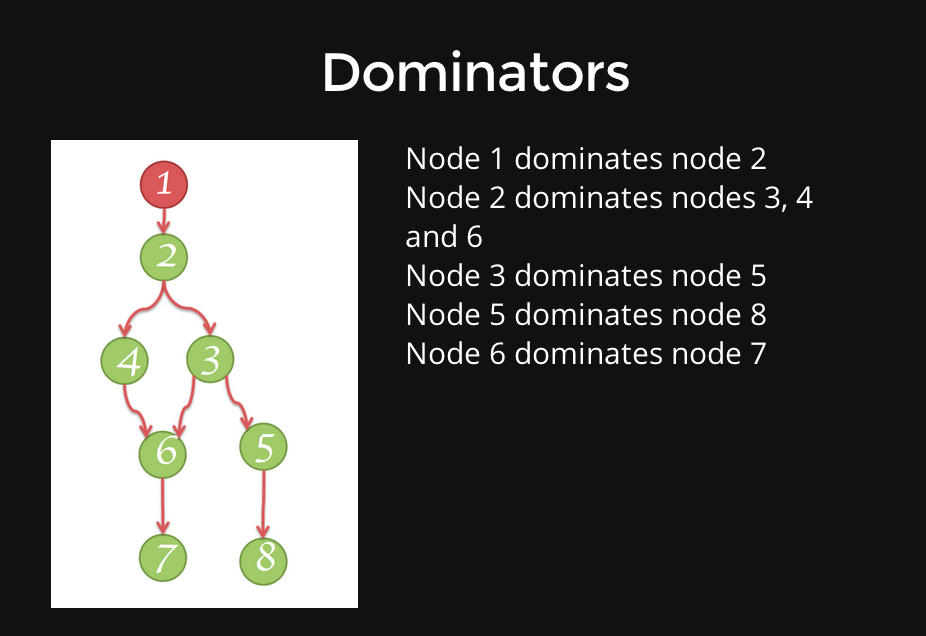 Dominators
1
2
4
3
6
5
7
8
Node 1 dominates node 2
Node 2 dominates nodes 3, 4
and 6
Node 3 dominates node 5
Node 5 dominates node 8
Node 6 dominates node 7